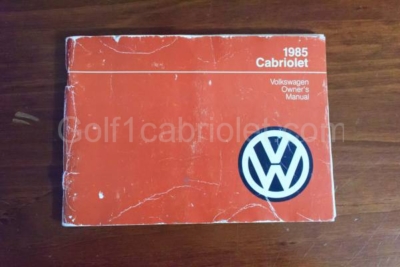 1985
Cabriolet
Volkswagen
Owner's
Manual
Golf1cabriolet.com
VW